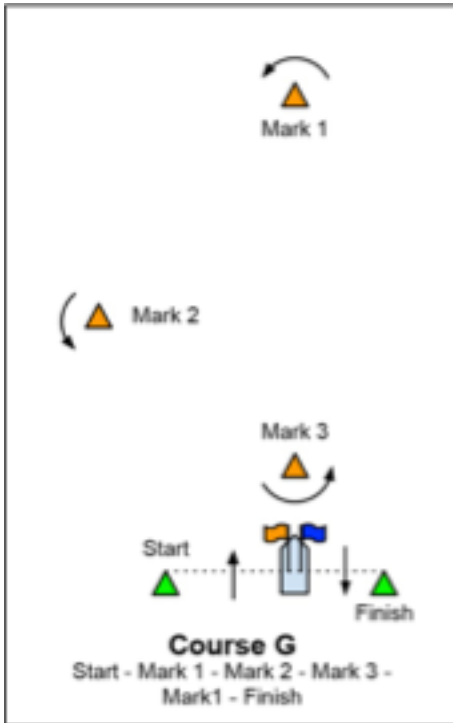 Mark 1
Mark 2
Mark 3
Start
Finish
Course G
Start - Mark 1 - Mark 2 - Mark 3 -
Mark1 - Finish